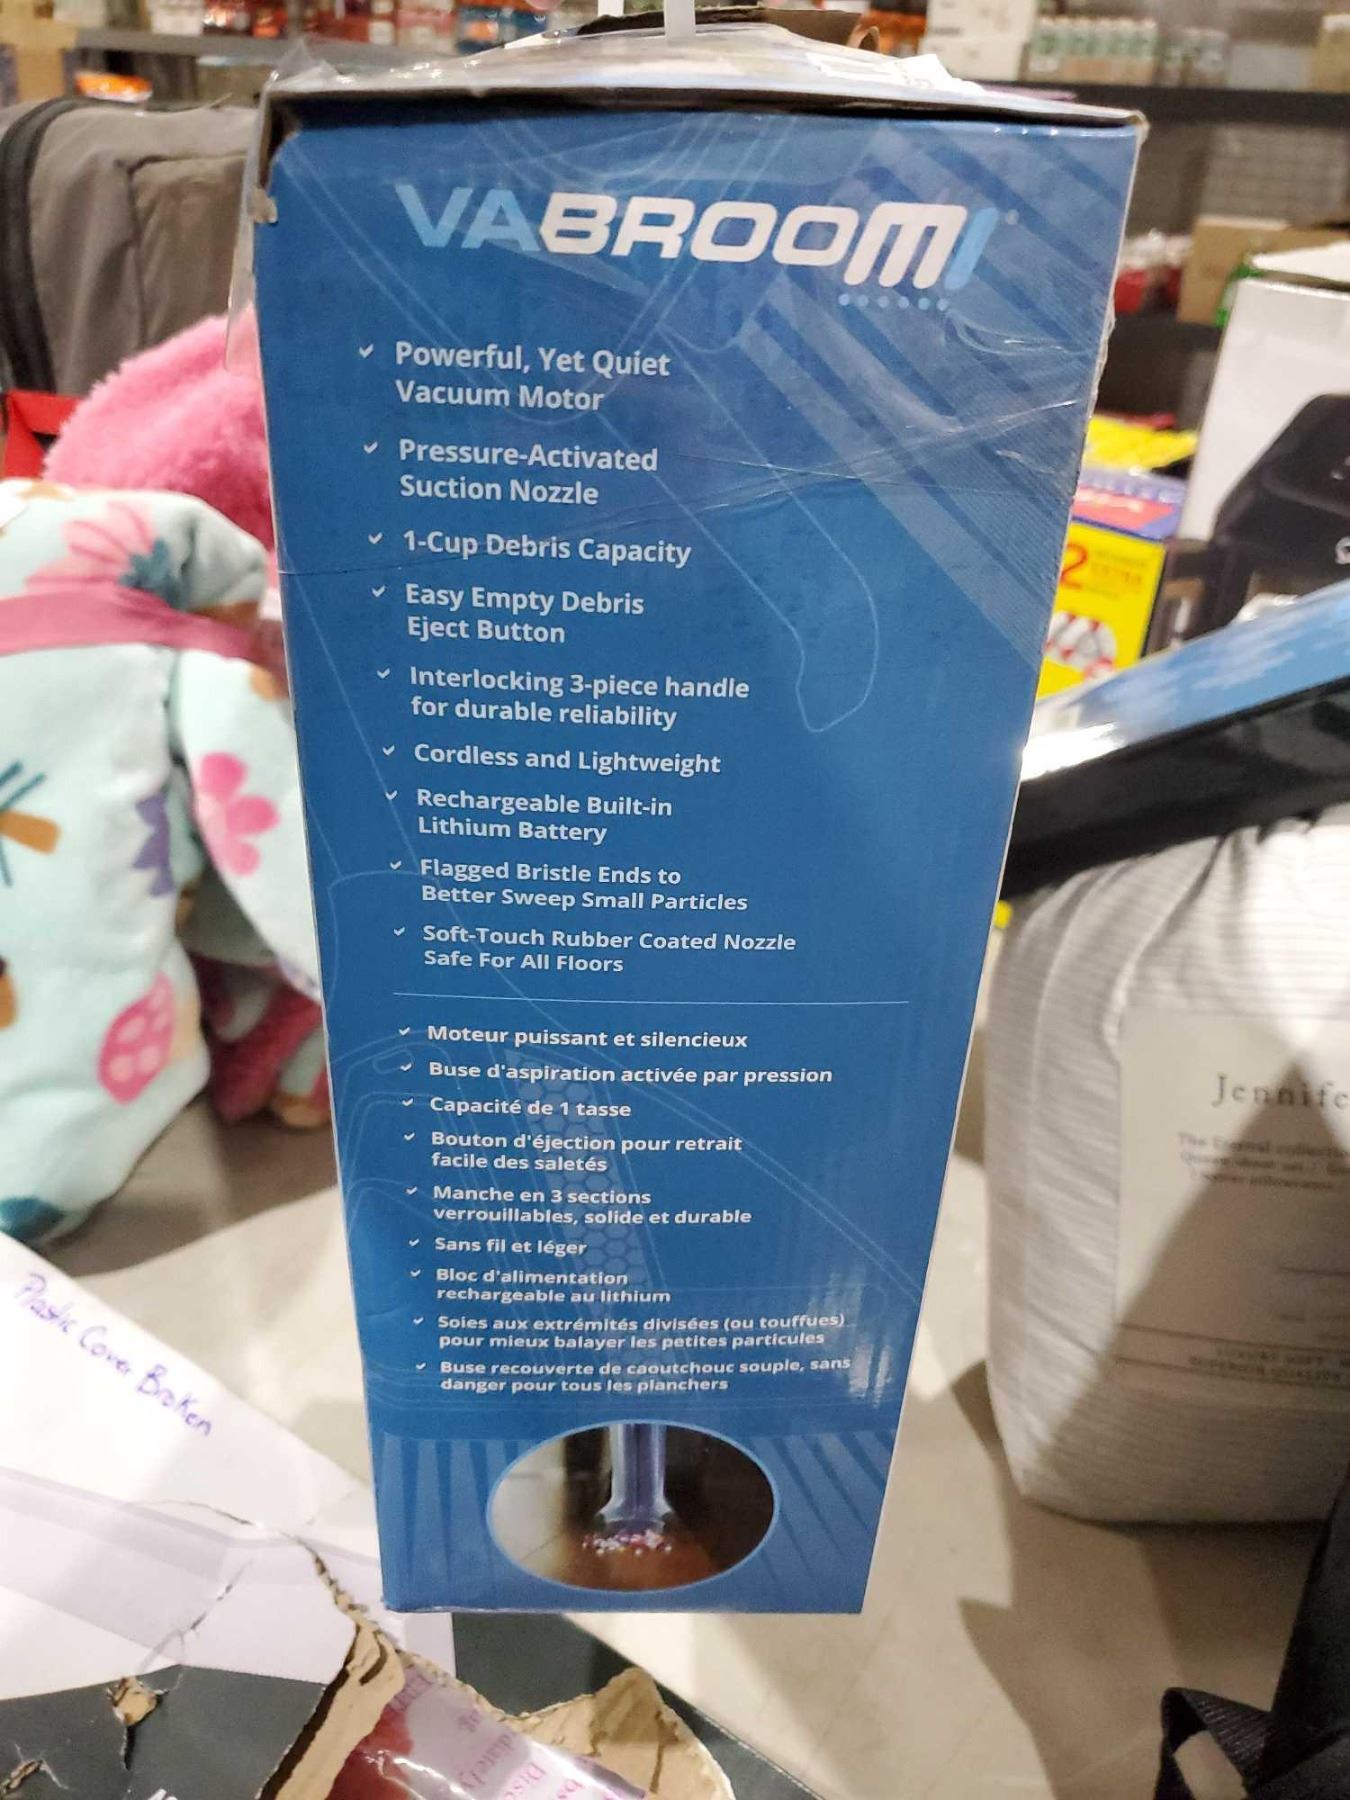 VABROOM
Powerful, Yet Quiet
Vacuum Motor
Pressure-Activated
Suction Nozzle
1-Cup Debris Capacity
Easy Empty Debris
Eject Button
Interlocking 3-piece handle
for durable reliability
Cordless and Lightweight
Rechargeable Built-in
Lithium Battery
Flagged Bristle Ends to
Better Sweep Small Particles
Soft-Touch Rubber Coated Nozzle
Safe For All Floors
Moteur puissant et silencieux
Buse d'aspiration activée par pression
Capacité de 1 tasse
Bouton d'éjection pour retrait
facile des saletés
Manche en 3 sections
verrouillables, solide et durable
Sans fil et léger
Bloc d'alimentation
rechargeable au lithium
Soies aux extrémités divisées (ou touffues)
pour mieux balayer les petites particules
Buse recouverte de caoutchouc souple, sans
danger pour tous les planchers
Plastic Cover Broken
2
Jennife